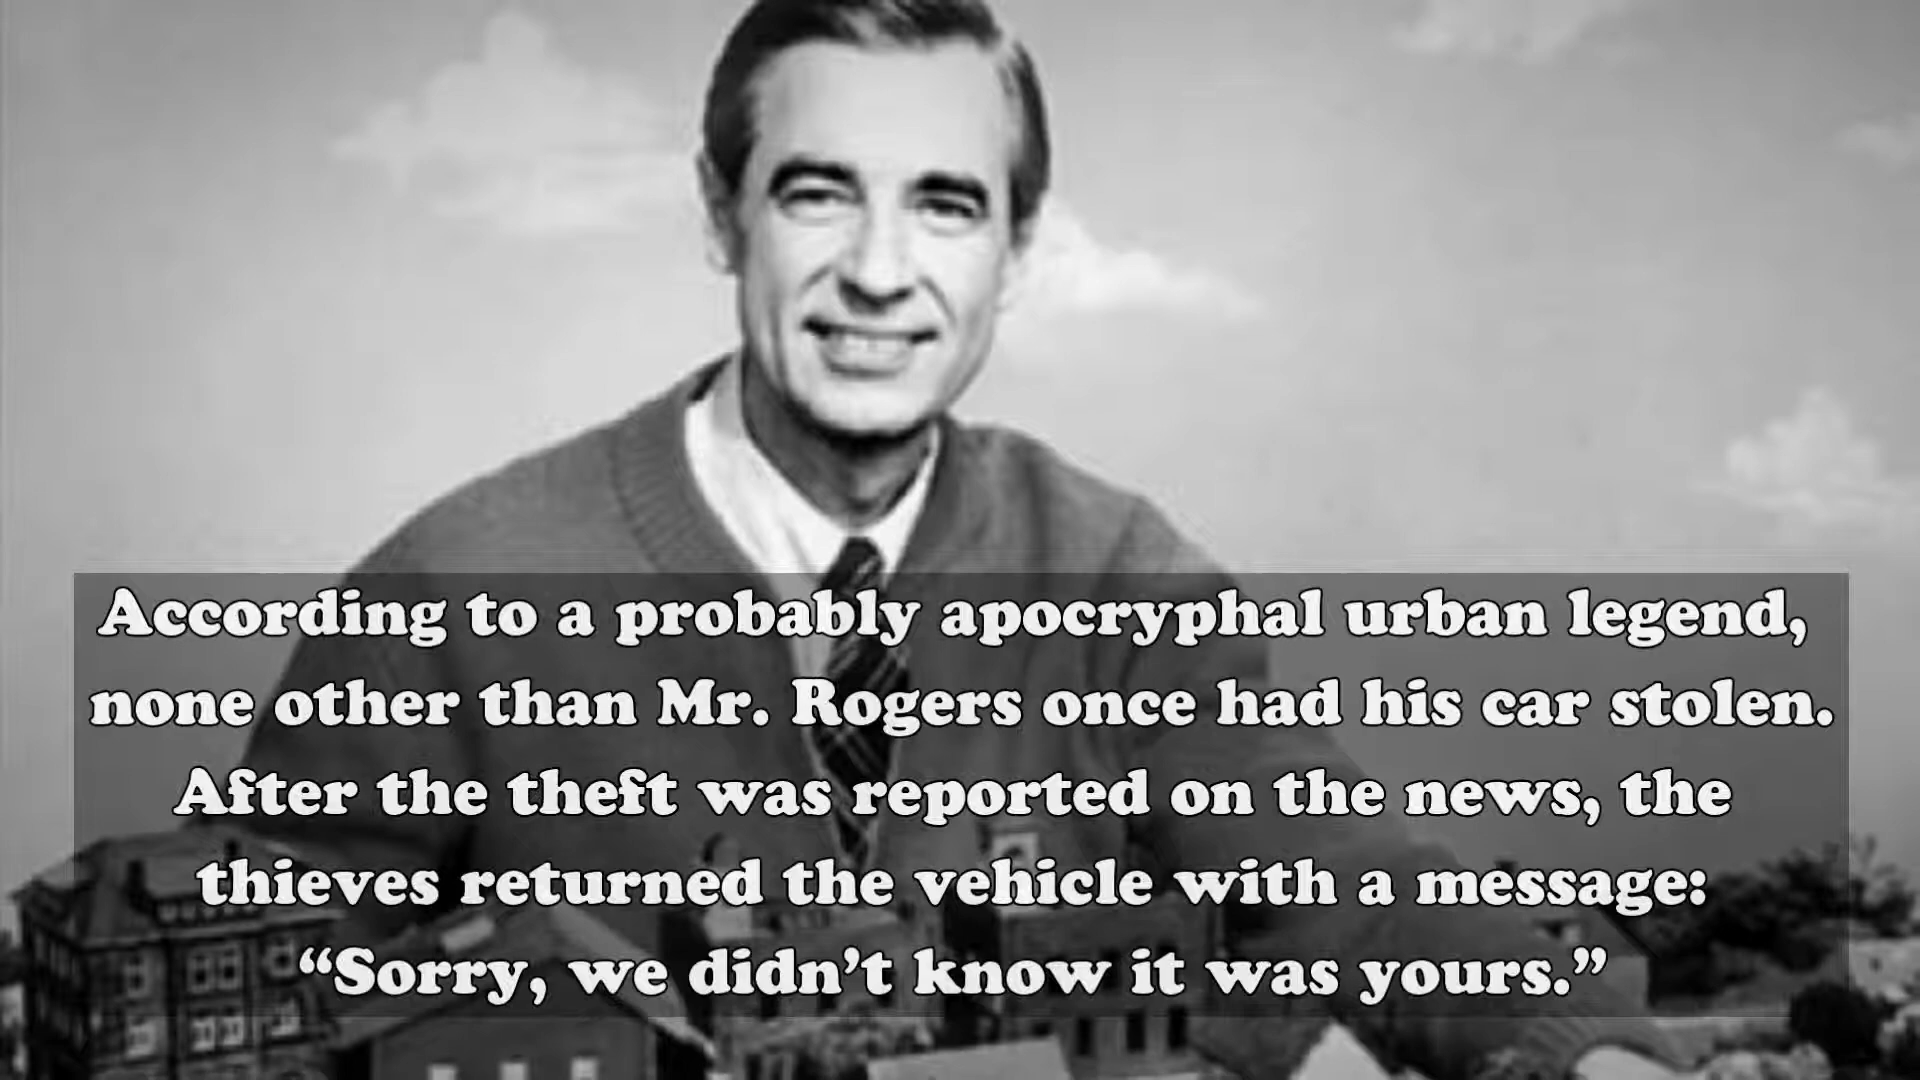 According to a probably apocryphal urban legend,
none other than Mr. Rogers once had his car stolen.
After the theft was reported on the news, the
thieves returned the vehicle with a message:
“Sorry, we didn’t know it was yours.”